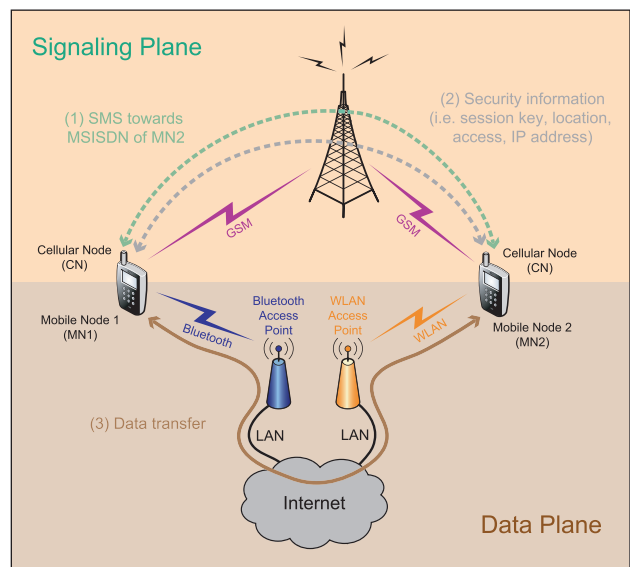 Signaling Plane
(1) SMS towards
MSISDN of MN2
(2) Security information
(i.e. session key, location,
access, IP address)
GSM
GSM
Cellular Node
(CN)
Cellular Node
(CN)
Mobile Node 1
(MN1)
Bluetooth
Bluetooth
Access
Point
WLAN
Access
Point
WLAN
Mobile Node 2
(MN2)
(3) Data transfer
LAN
LAN
Internet
Data Plane